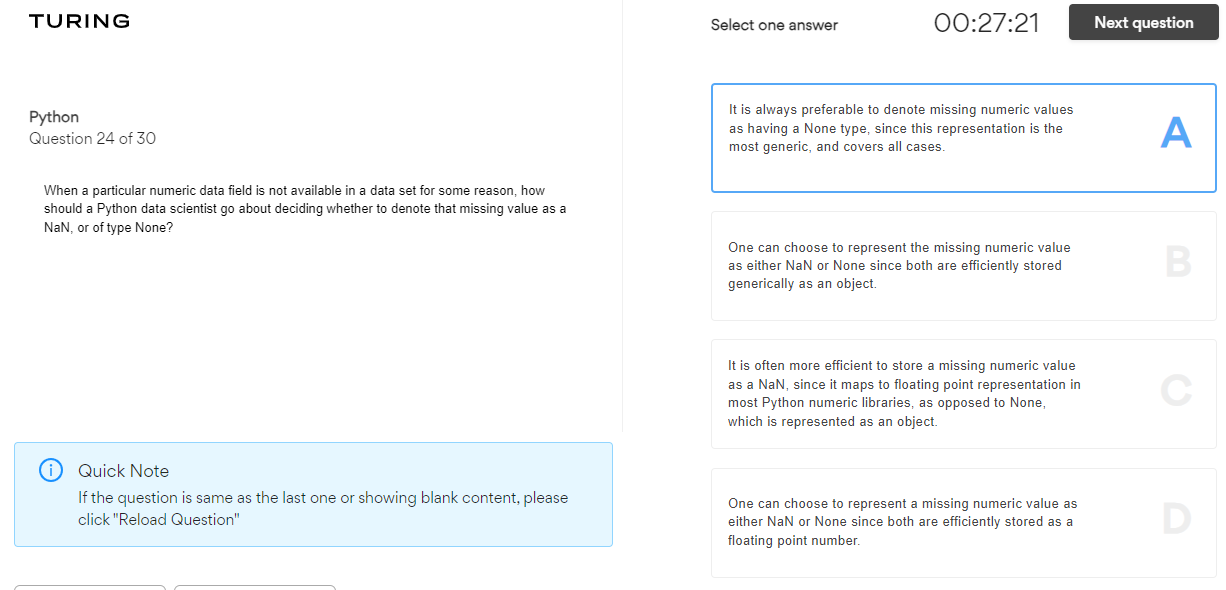 TURING
Select one answer
00:27:21
Next question
Python
Question 24 of 30
When a particular numeric data field is not available in a data set for some reason, how
should a Python data scientist go about deciding whether to denote that missing value as a
NaN, or of type None?
Quick Note
If the question is same as the last one or showing blank content, please
click "Reload Question"
It is always preferable to denote missing numeric values
as having a None type, since this representation is the
most generic, and covers all cases.
A
One can choose to represent the missing numeric value
as either NaN or None since both are efficiently stored
generically as an object.
B
It is often more efficient to store a missing numeric value
as a NaN, since it maps to floating point representation in
most Python numeric libraries, as opposed to None,
which is represented as an object.
C
One can choose to represent a missing numeric value as
either NaN or None since both are efficiently stored as a
floating point number.
D